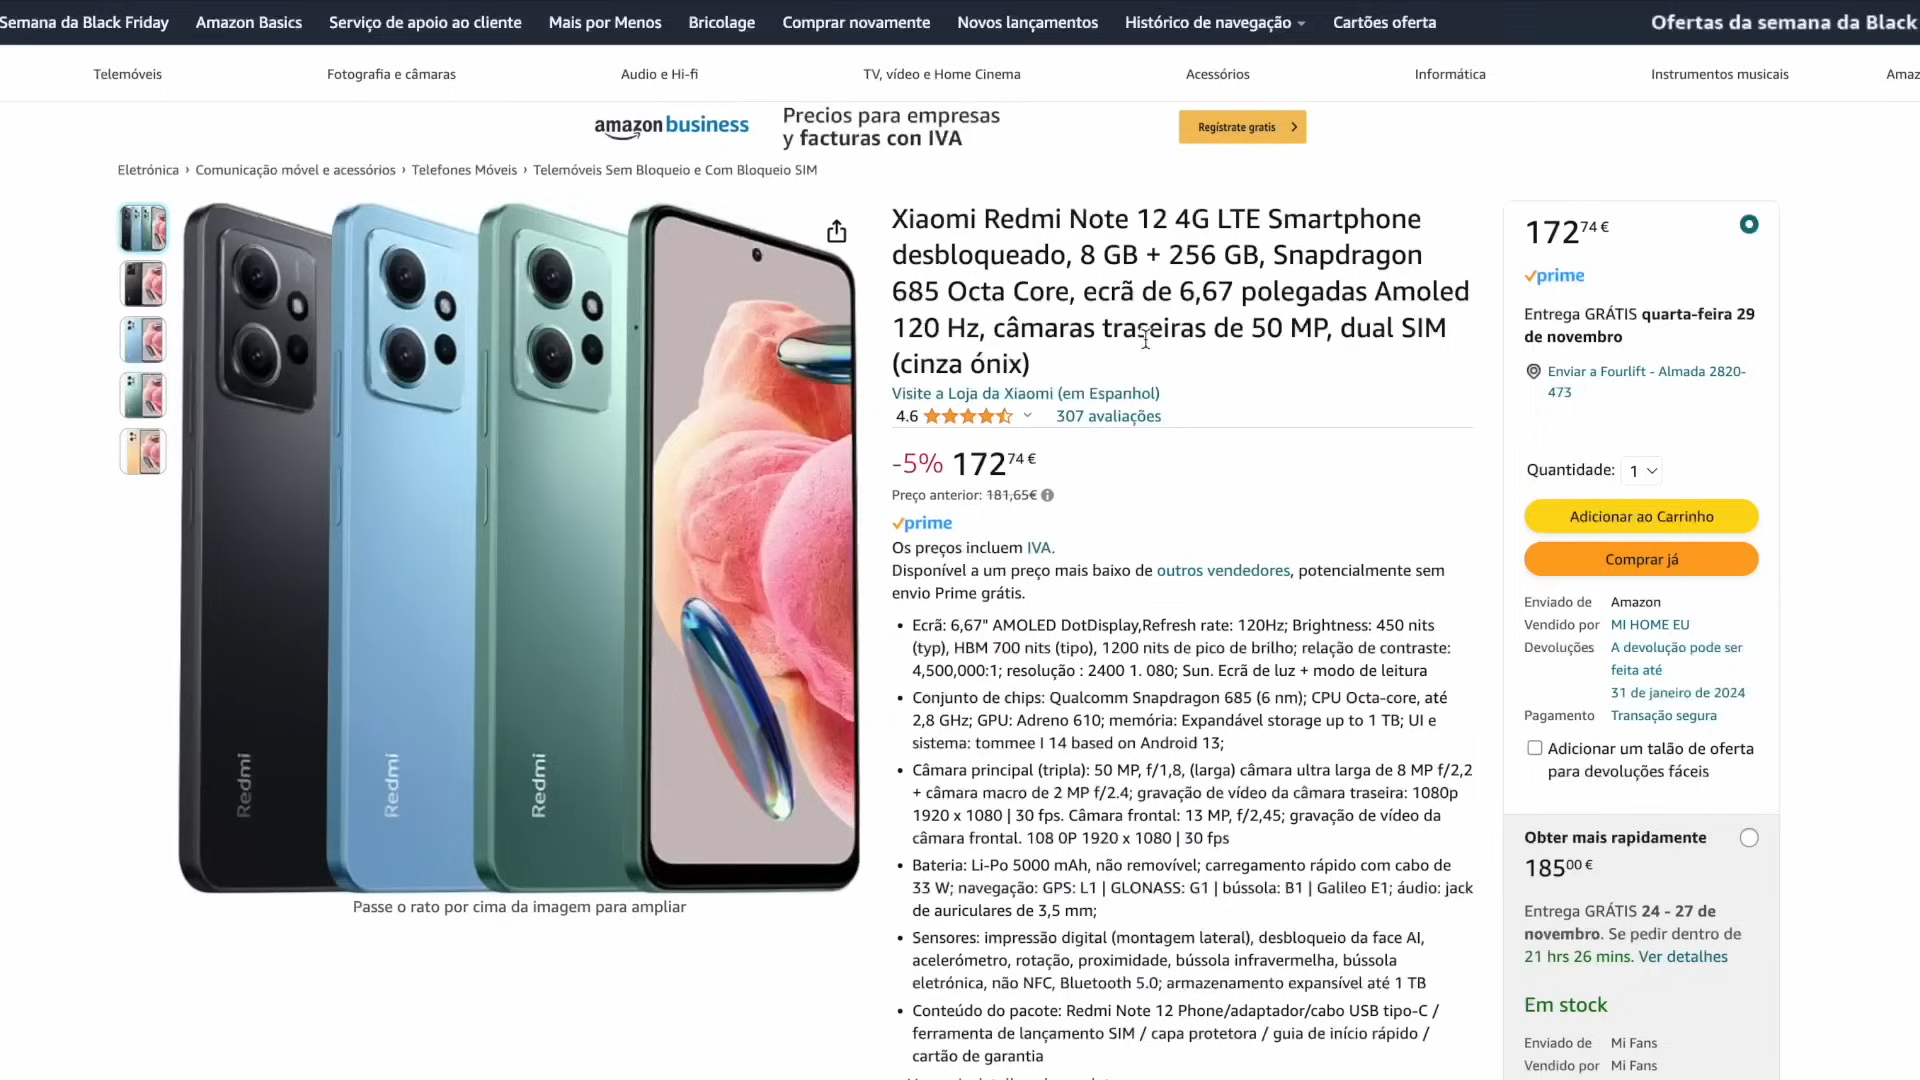 Semana da Black Friday Amazon Basics Serviço de apoio ao cliente Mais por Menos Bricolage Comprar novamente Novos lançamentos Histórico de navegação Cartões oferta Ofertas da semana da Black
Telemóveis Fotografia e câmaras Audio e Hi-fi TV, vídeo e Home Cinema Acessórios Informática Instrumentos musicais Amaz
amazon business Precios para empresas
y facturas con IVA
Regístrate gratis
Eletrónica › Comunicação móvel e acessórios › Telefones Móveis › Telemóveis Sem Bloqueio e Com Bloqueio SIM
Redmi
Redmi
Redmi
Passe o rato por cima da imagem para ampliar
Xiaomi Redmi Note 12 4G LTE Smartphone
desbloqueado, 8 GB + 256 GB, Snapdragon
685 Octa Core, ecrã de 6,67 polegadas Amoled
120 Hz, câmaras traseiras de 50 MP, dual SIM
(cinza ónix)
Visite a Loja da Xiaomi (em Espanhol)
4.6 307 avaliações
-5% 172 74 €
Preço anterior: 181,65€
prime
Os preços incluem IVA.
Disponível a um preço mais baixo de outros vendedores, potencialmente sem
envio Prime grátis.
• Ecrã: 6,67" AMOLED DotDisplay,Refresh rate: 120Hz; Brightness: 450 nits
(typ), HBM 700 nits (tipo), 1200 nits de pico de brilho; relação de contraste:
4,500,000:1; resolução : 2400 1. 080; Sun. Ecrã de luz + modo de leitura
• Conjunto de chips: Qualcomm Snapdragon 685 (6 nm); CPU Octa-core, até
2,8 GHz; GPU: Adreno 610; memória: Expandável storage up to 1 TB; UI e
sistema: tommee I 14 based on Android 13;
• Câmara principal (tripla): 50 MP, f/1,8, (larga) câmara ultra larga de 8 MP f/2,2
+ câmara macro de 2 MP f/2.4; gravação de vídeo da câmara traseira: 1080p
1920 x 1080 | 30 fps. Câmara frontal: 13 MP, f/2,45; gravação de vídeo da
câmara frontal. 108 0P 1920 x 1080 | 30 fps
• Bateria: Li-Po 5000 mAh, não removível; carregamento rápido com cabo de
33 W; navegação: GPS: L1 | GLONASS: G1 | bússola: B1 | Galileo E1; áudio: jack
de auriculares de 3,5 mm;
• Sensores: impressão digital (montagem lateral), desbloqueio da face AI,
acelerómetro, rotação, proximidade, bússola infravermelha, bússola
eletrónica, não NFC, Bluetooth 5.0; armazenamento expansível até 1 TB
• Conteúdo do pacote: Redmi Note 12 Phone/adaptador/cabo USB tipo-C /
ferramenta de lançamento SIM / capa protetora / guia de início rápido /
cartão de garantia
172 74 €
prime
Entrega GRÁTIS quarta-feira 29
de novembro
Enviar a Fourlift - Almada 2820-
473
Quantidade: 1
Adicionar ao Carrinho
Comprar já
Enviado de Amazon
Vendido por MI HOME EU
Devoluções A devolução pode ser
feita até
31 de janeiro de 2024
Pagamento Transação segura
Adicionar um talão de oferta
para devoluções fáceis
Obter mais rapidamente
185 00 €
Entrega GRÁTIS 24 - 27 de
novembro. Se pedir dentro de
21 hrs 26 mins. Ver detalhes
Em stock
Enviado de Mi Fans
Vendido por Mi Fans